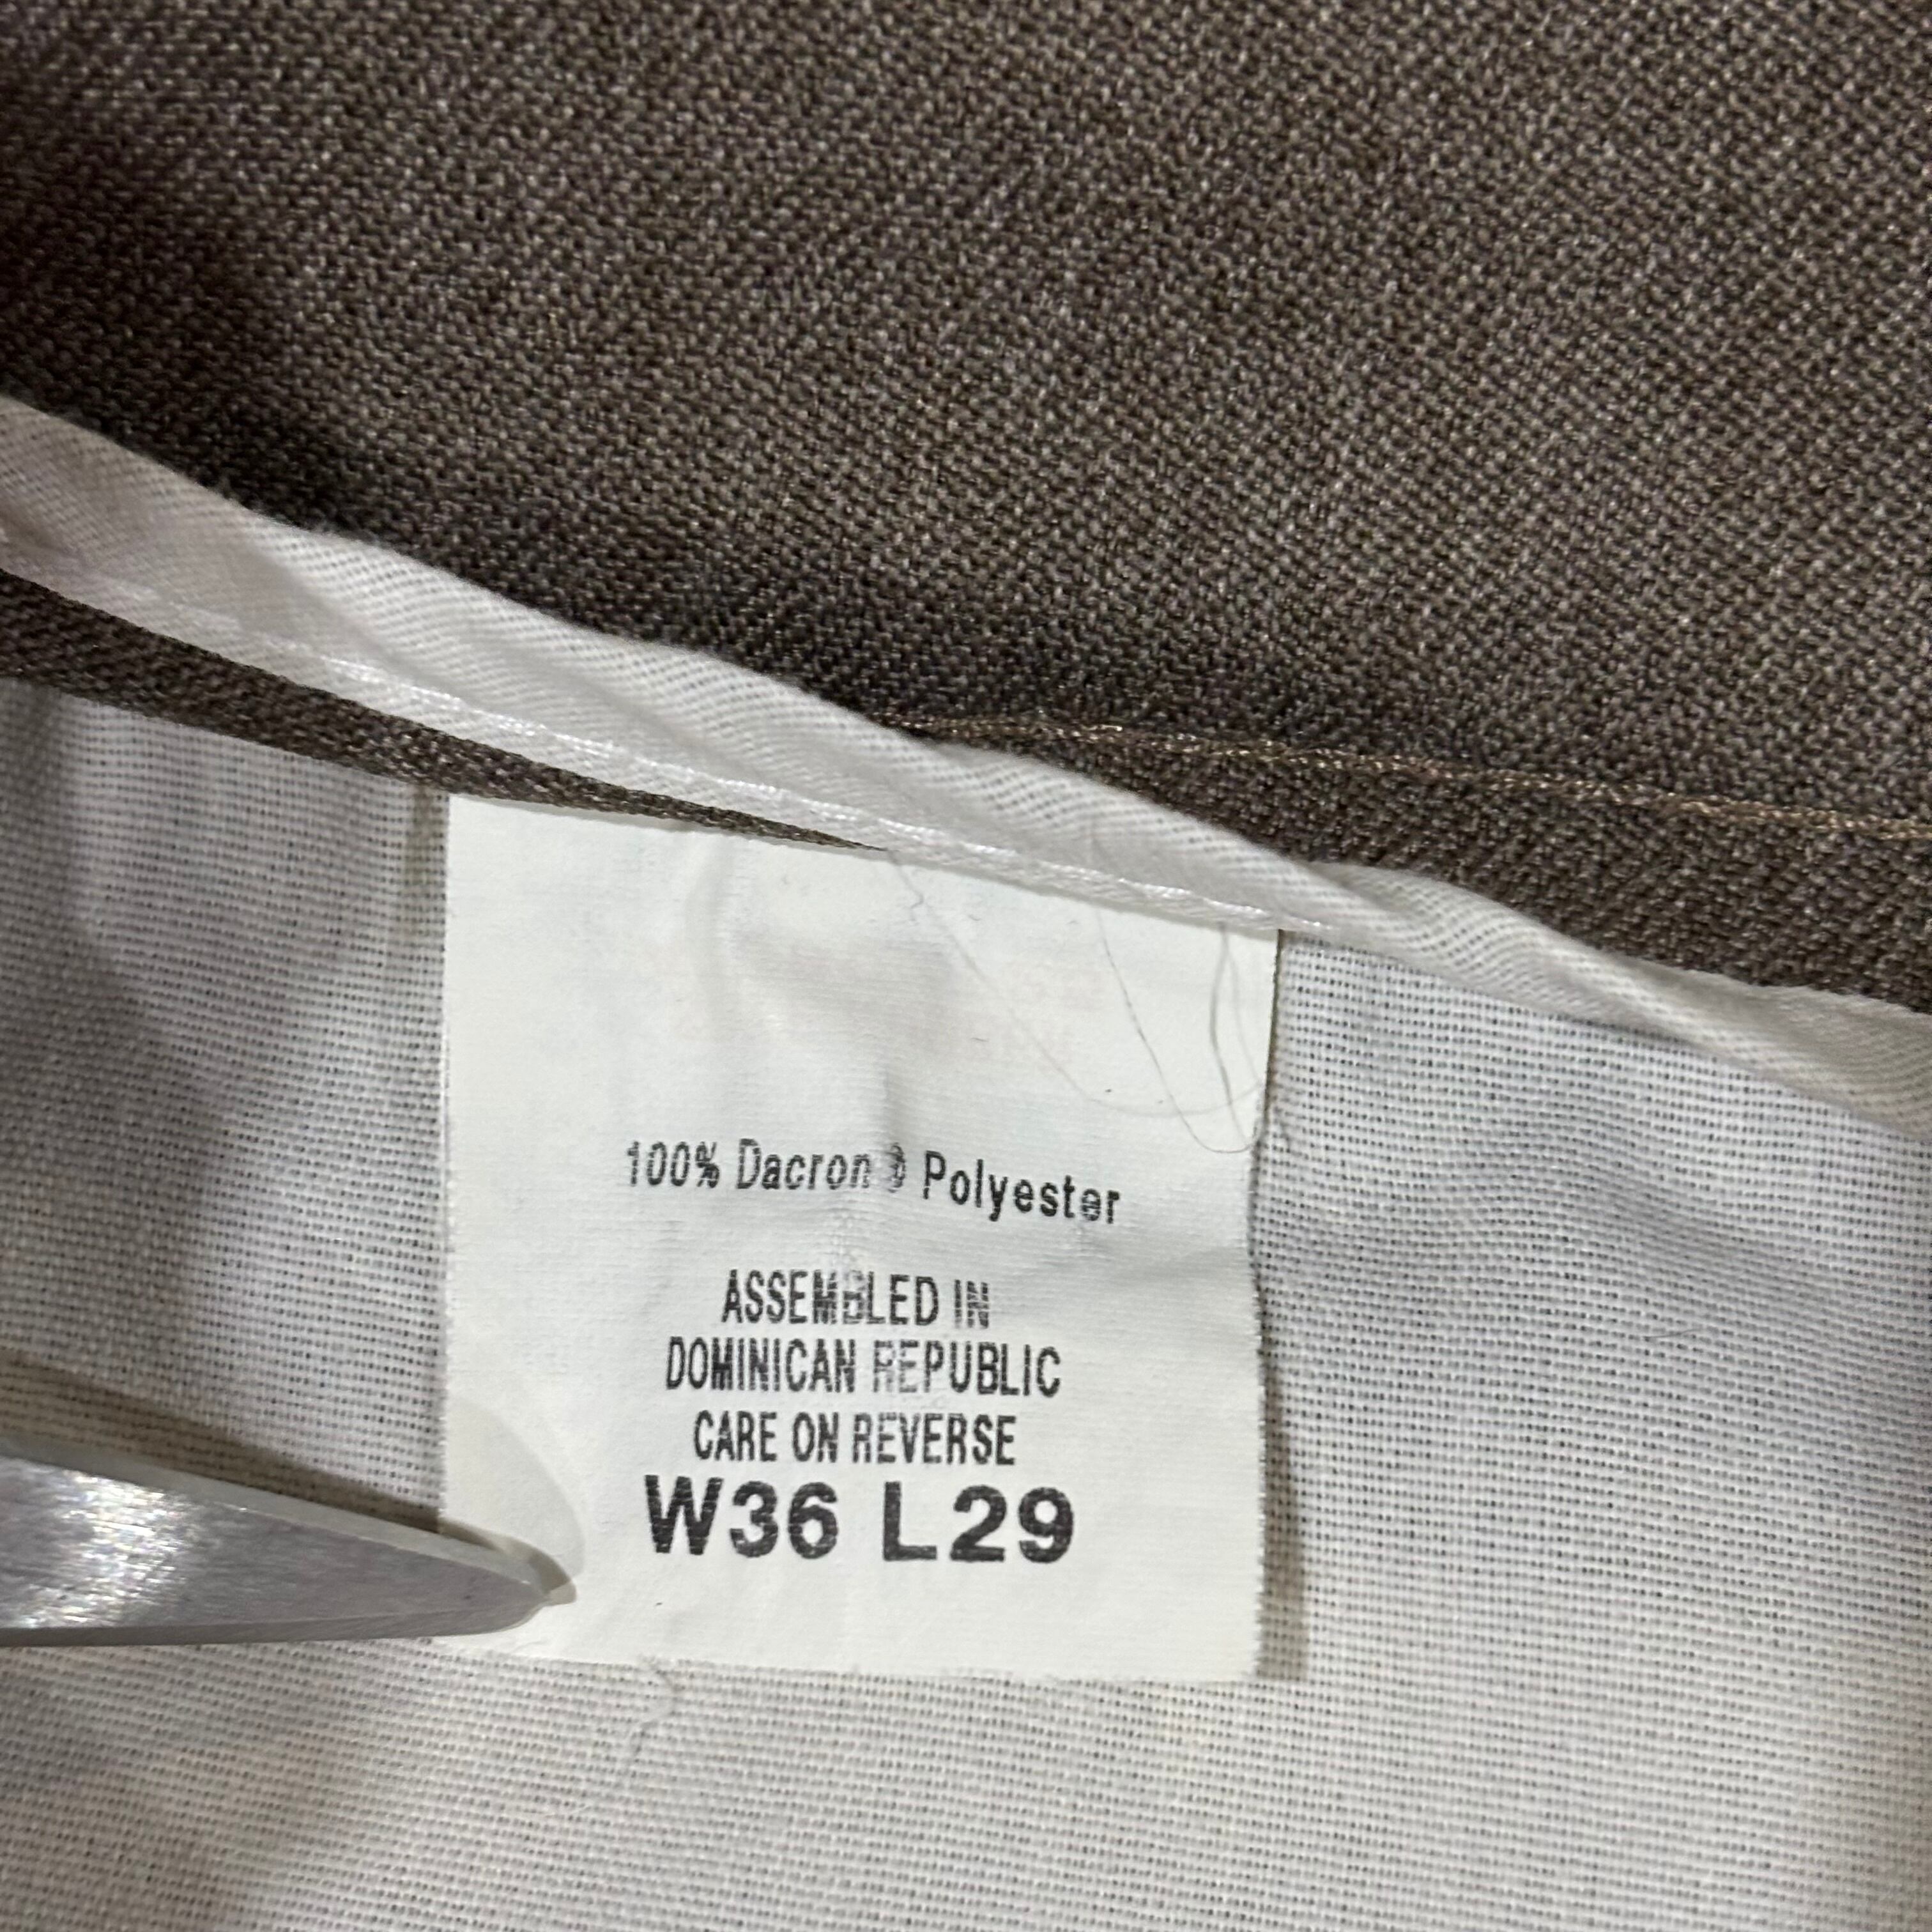 100% Dacron ® Polyester
ASSEMBLED IN
DOMINICAN REPUBLIC
CARE ON REVERSE
W36 L29